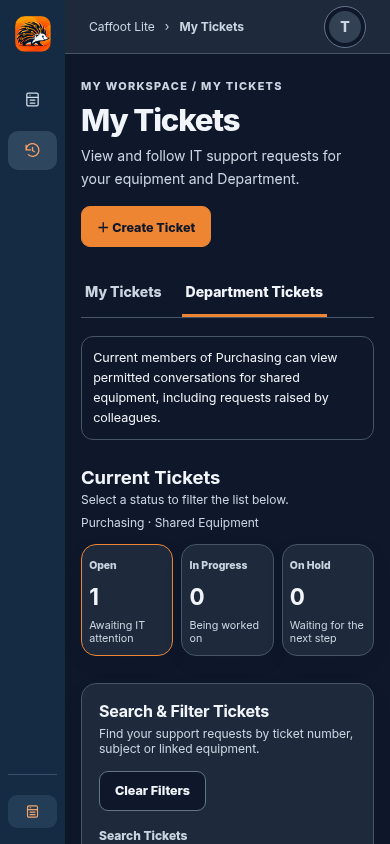 Caffoot Lite › My Tickets
T
MY WORKSPACE / MY TICKETS
My Tickets
View and follow IT support requests for
your equipment and Department.
+ Create Ticket
My Tickets
Department Tickets
Current members of Purchasing can view
permitted conversations for shared
equipment, including requests raised by
colleagues.
Current Tickets
Select a status to filter the list below.
Purchasing · Shared Equipment
Open
1
Awaiting IT
attention
In Progress
0
Being worked
on
On Hold
0
Waiting for the
next step
Search & Filter Tickets
Find your support requests by ticket number,
subject or linked equipment.
Clear Filters
Search Tickets